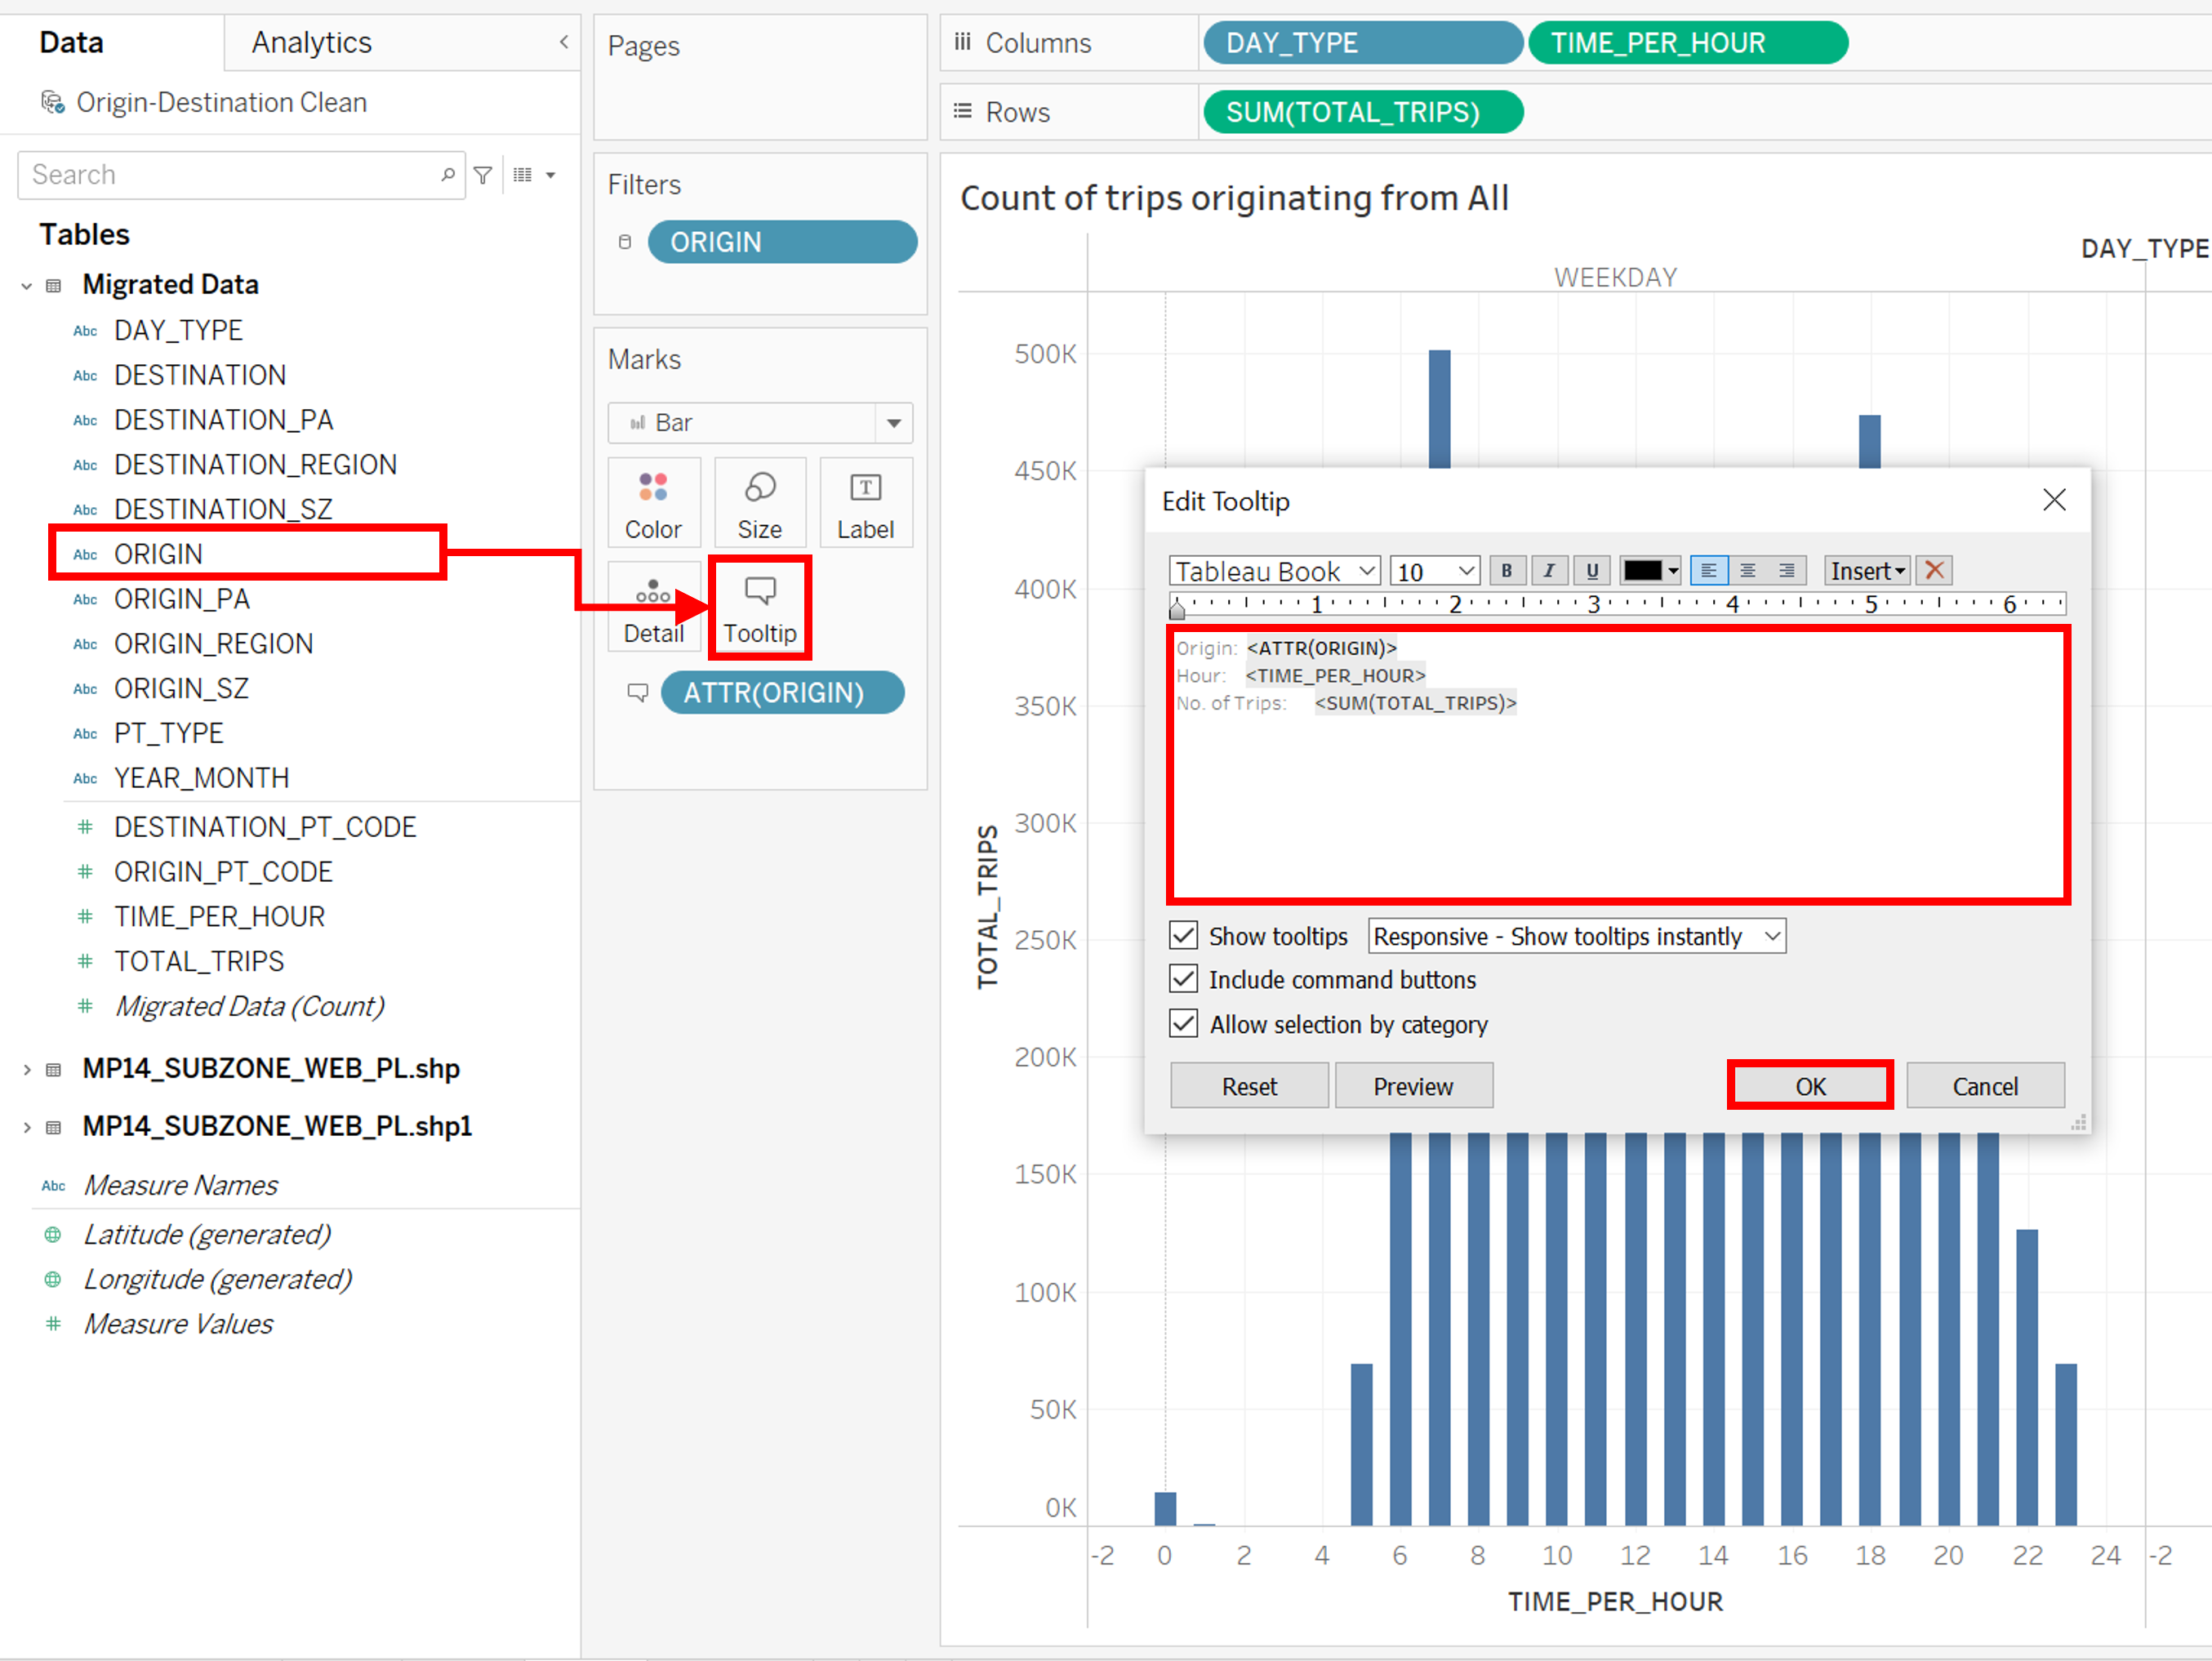 Data
Analytics
Origin-Destination Clean
Search
Tables
Migrated Data
Abc DAY_TYPE
Abc DESTINATION
Abc DESTINATION_PA
Abc DESTINATION_REGION
Abc DESTINATION_SZ
Abc ORIGIN
Abc ORIGIN_PA
Abc ORIGIN_REGION
Abc ORIGIN_SZ
Abc PT_TYPE
Abc YEAR_MONTH
# DESTINATION_PT_CODE
# ORIGIN_PT_CODE
# TIME_PER_HOUR
# TOTAL_TRIPS
# Migrated Data (Count)
MP14_SUBZONE_WEB_PL.shp
MP14_SUBZONE_WEB_PL.shp1
Abc Measure Names
Latitude (generated)
Longitude (generated)
# Measure Values
Pages
Filters
ORIGIN
Marks
Bar
Color Size Label
Detail Tooltip
ATTR(ORIGIN)
Columns DAY_TYPE TIME_PER_HOUR
Rows SUM(TOTAL_TRIPS)
Count of trips originating from All
DAY_TYPE
WEEKDAY
500K
450K
400K
350K
300K
250K
200K
150K
100K
50K
0K
TOTAL_TRIPS
-2 0 2 4 6 8 10 12 14 16 18 20 22 24 -2
TIME_PER_HOUR
Edit Tooltip
Tableau Book 10 B I U Insert
1 2 3 4 5 6
Origin: <ATTR(ORIGIN)>
Hour: <TIME_PER_HOUR>
No. of Trips: <SUM(TOTAL_TRIPS)>
Show tooltips Responsive - Show tooltips instantly
Include command buttons
Allow selection by category
Reset Preview OK Cancel